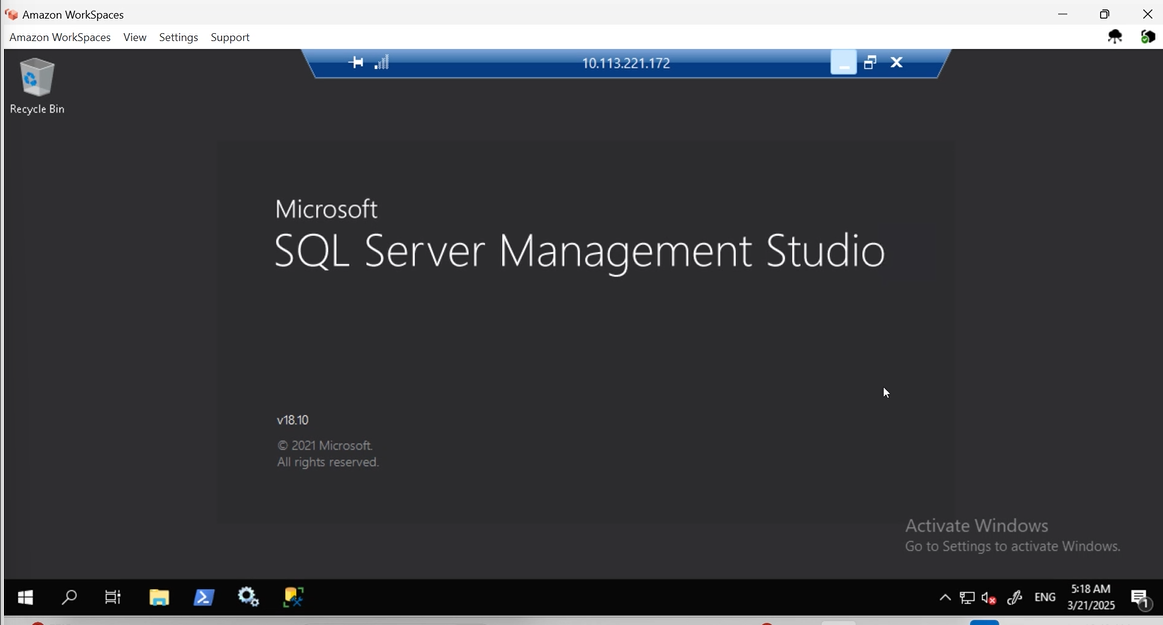 Amazon WorkSpaces
Amazon WorkSpaces View Settings Support
10.113.221.172
Recycle Bin
Microsoft
SQL Server Management Studio
v18.10
© 2021 Microsoft.
All rights reserved.
Activate Windows
Go to Settings to activate Windows.
ENG
5:18 AM
3/21/2025
1